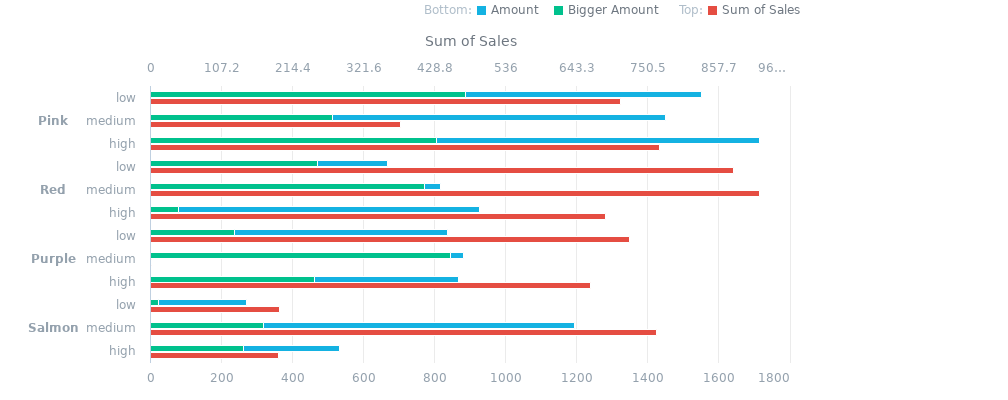 Bottom: Amount Bigger Amount Top: Sum of Sales
Sum of Sales
0 107.2 214.4 321.6 428.8 536 643.3 750.5 857.7 96...
low
Pink medium
high
low
Red medium
high
low
Purple medium
high
low
Salmon medium
high
0 200 400 600 800 1000 1200 1400 1600 1800